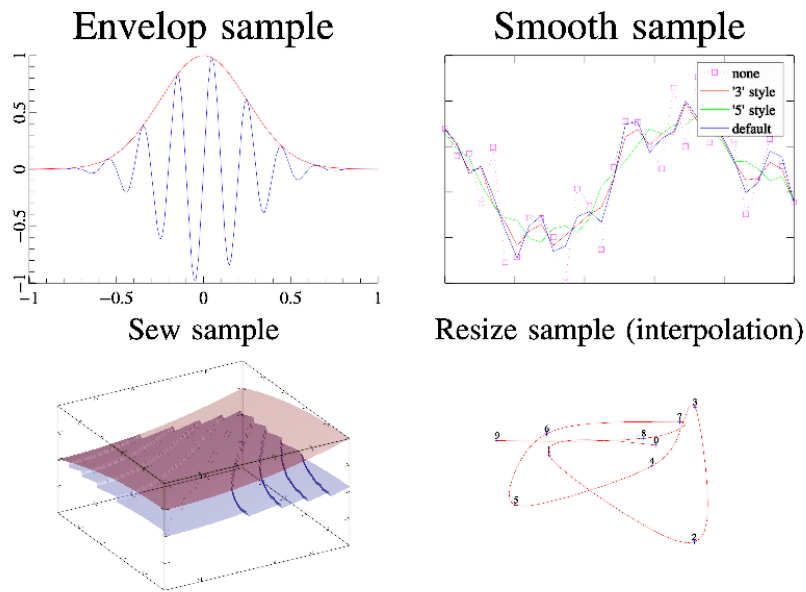 Envelop sample
Smooth sample
1
0.5
0
−0.5
−1
−1
−0.5
0
0.5
1
none
'3' style
'5' style
default
Sew sample
Resize sample (interpolation)
3
7
6
8
9
0
4
5
2